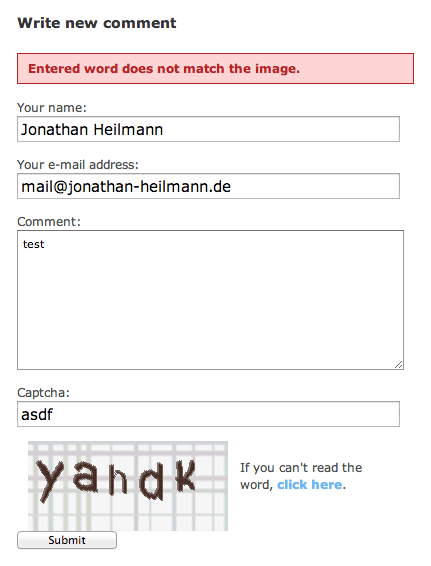 Write new comment
Entered word does not match the image.
Your name:
Jonathan Heilmann
Your e-mail address:
mail@jonathan-heilmann.de
Comment:
test
Captcha:
asdf
If you can't read the
word, click here.
Submit